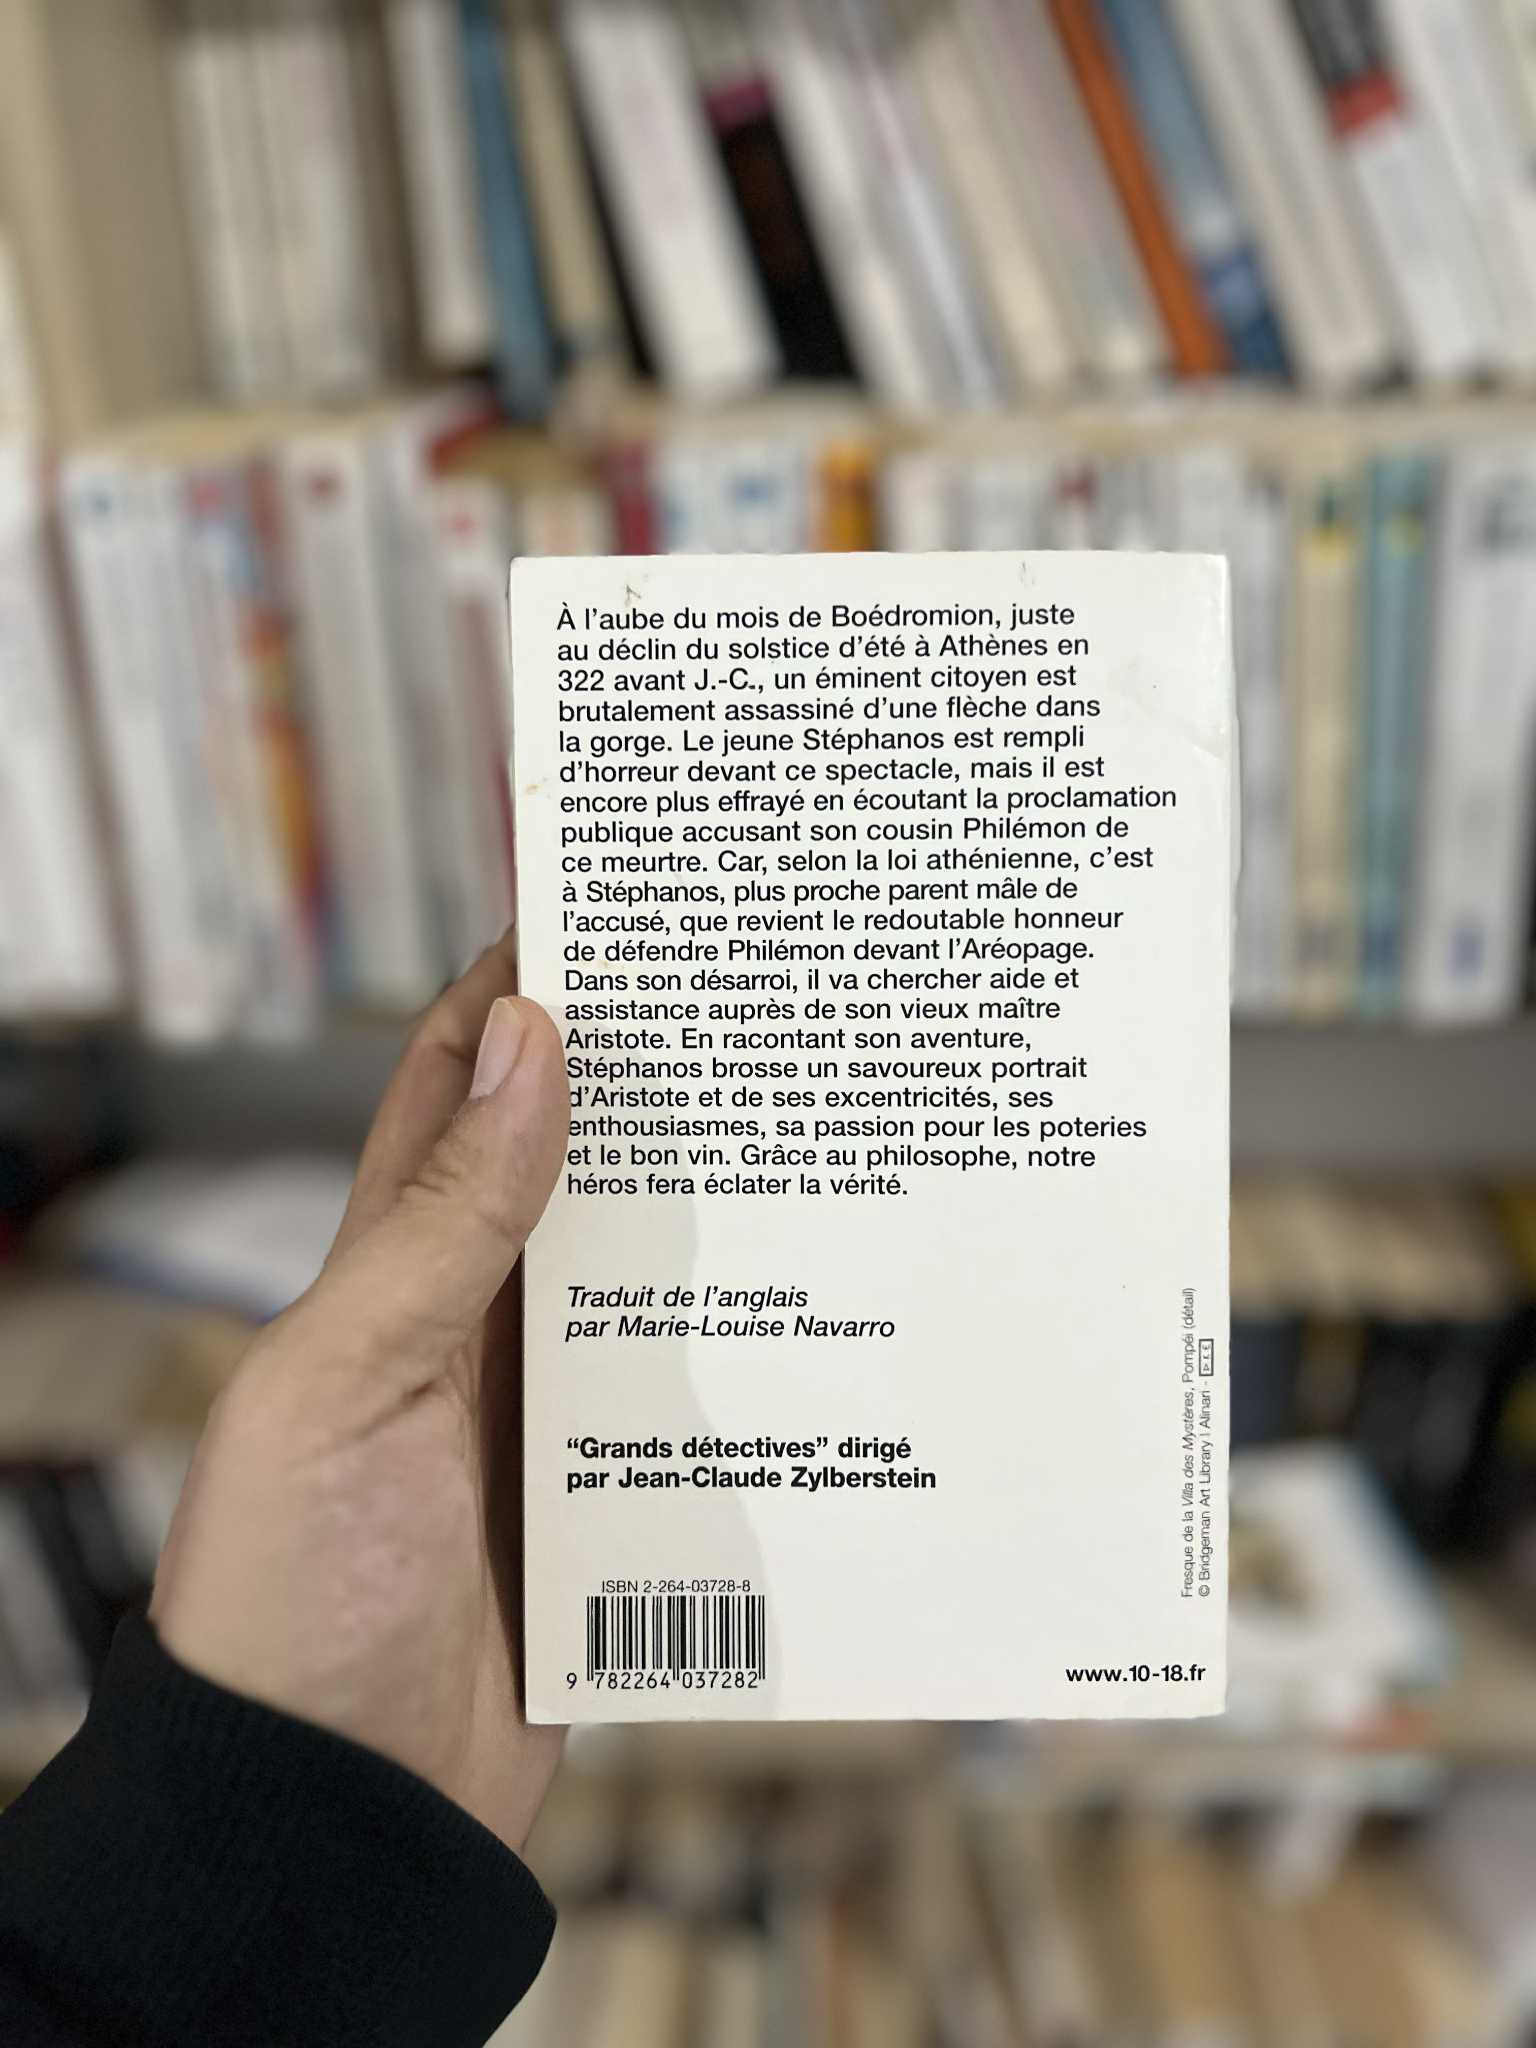 À l’aube du mois de Boédromion, juste
au déclin du solstice d’été à Athènes en
322 avant J.-C., un éminent citoyen est
brutalement assassiné d’une flèche dans
la gorge. Le jeune Stéphanos est rempli
d’horreur devant ce spectacle, mais il est
encore plus effrayé en écoutant la proclamation
publique accusant son cousin Philémon de
ce meurtre. Car, selon la loi athénienne, c’est
à Stéphanos, plus proche parent mâle de
l’accusé, que revient le redoutable honneur
de défendre Philémon devant l’Aréopage.
Dans son désarroi, il va chercher aide et
assistance auprès de son vieux maître
Aristote. En racontant son aventure,
Stéphanos brosse un savoureux portrait
d’Aristote et de ses excentricités, ses
enthousiasmes, sa passion pour les poteries
et le bon vin. Grâce au philosophe, notre
héros fera éclater la vérité.
Traduit de l’anglais
par Marie-Louise Navarro
“Grands détectives” dirigé
par Jean-Claude Zylberstein
ISBN 2-264-03728-8
9 782264 037282
www.10-18.fr
Fresque de la Villa des Mystères, Pompéi (détail)
© Bridgeman Art Library | Alinari -